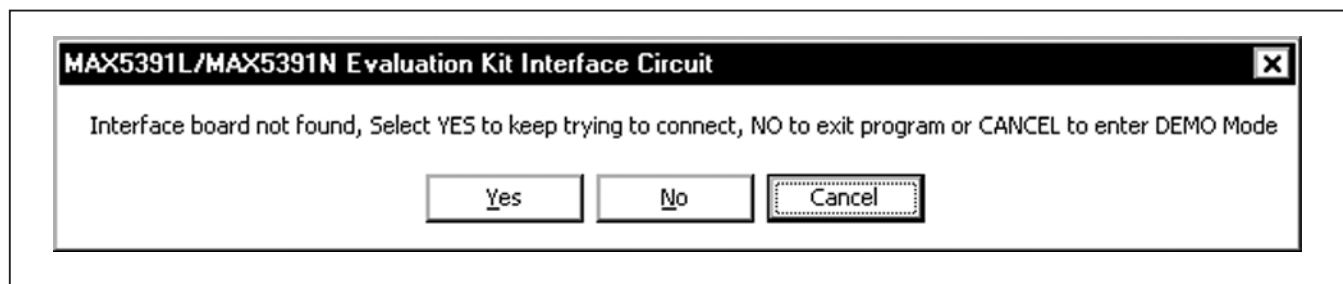 MAX5391L/MAX5391N Evaluation Kit Interface Circuit
Interface board not found, Select YES to keep trying to connect, NO to exit program or CANCEL to enter DEMO Mode
Yes No Cancel